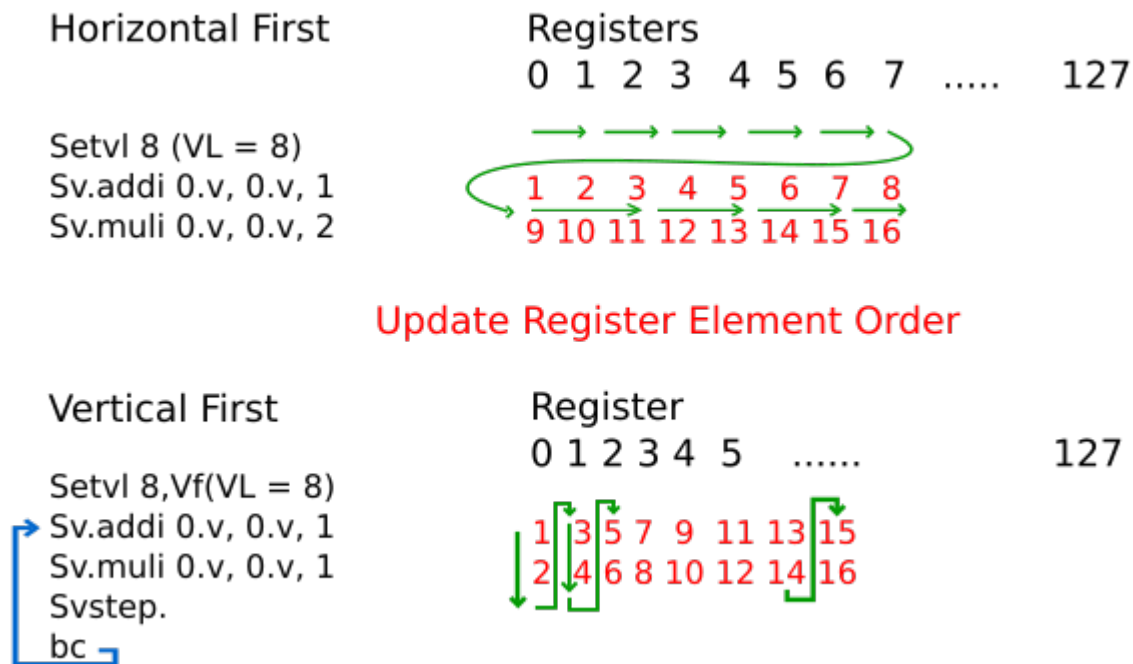 Horizontal First Registers
0 1 2 3 4 5 6 7 ..... 127
Setvl 8 (VL = 8)
Sv.addi 0.v, 0.v, 1 1 2 3 4 5 6 7 8
Sv.muli 0.v, 0.v, 2 9 10 11 12 13 14 15 16
Update Register Element Order
Vertical First Register
0 1 2 3 4 5 ...... 127
Setvl 8,Vf(VL = 8)
Sv.addi 0.v, 0.v, 1 1 3 5 7 9 11 13 15
Sv.muli 0.v, 0.v, 1 2 4 6 8 10 12 14 16
Svstep.
bc